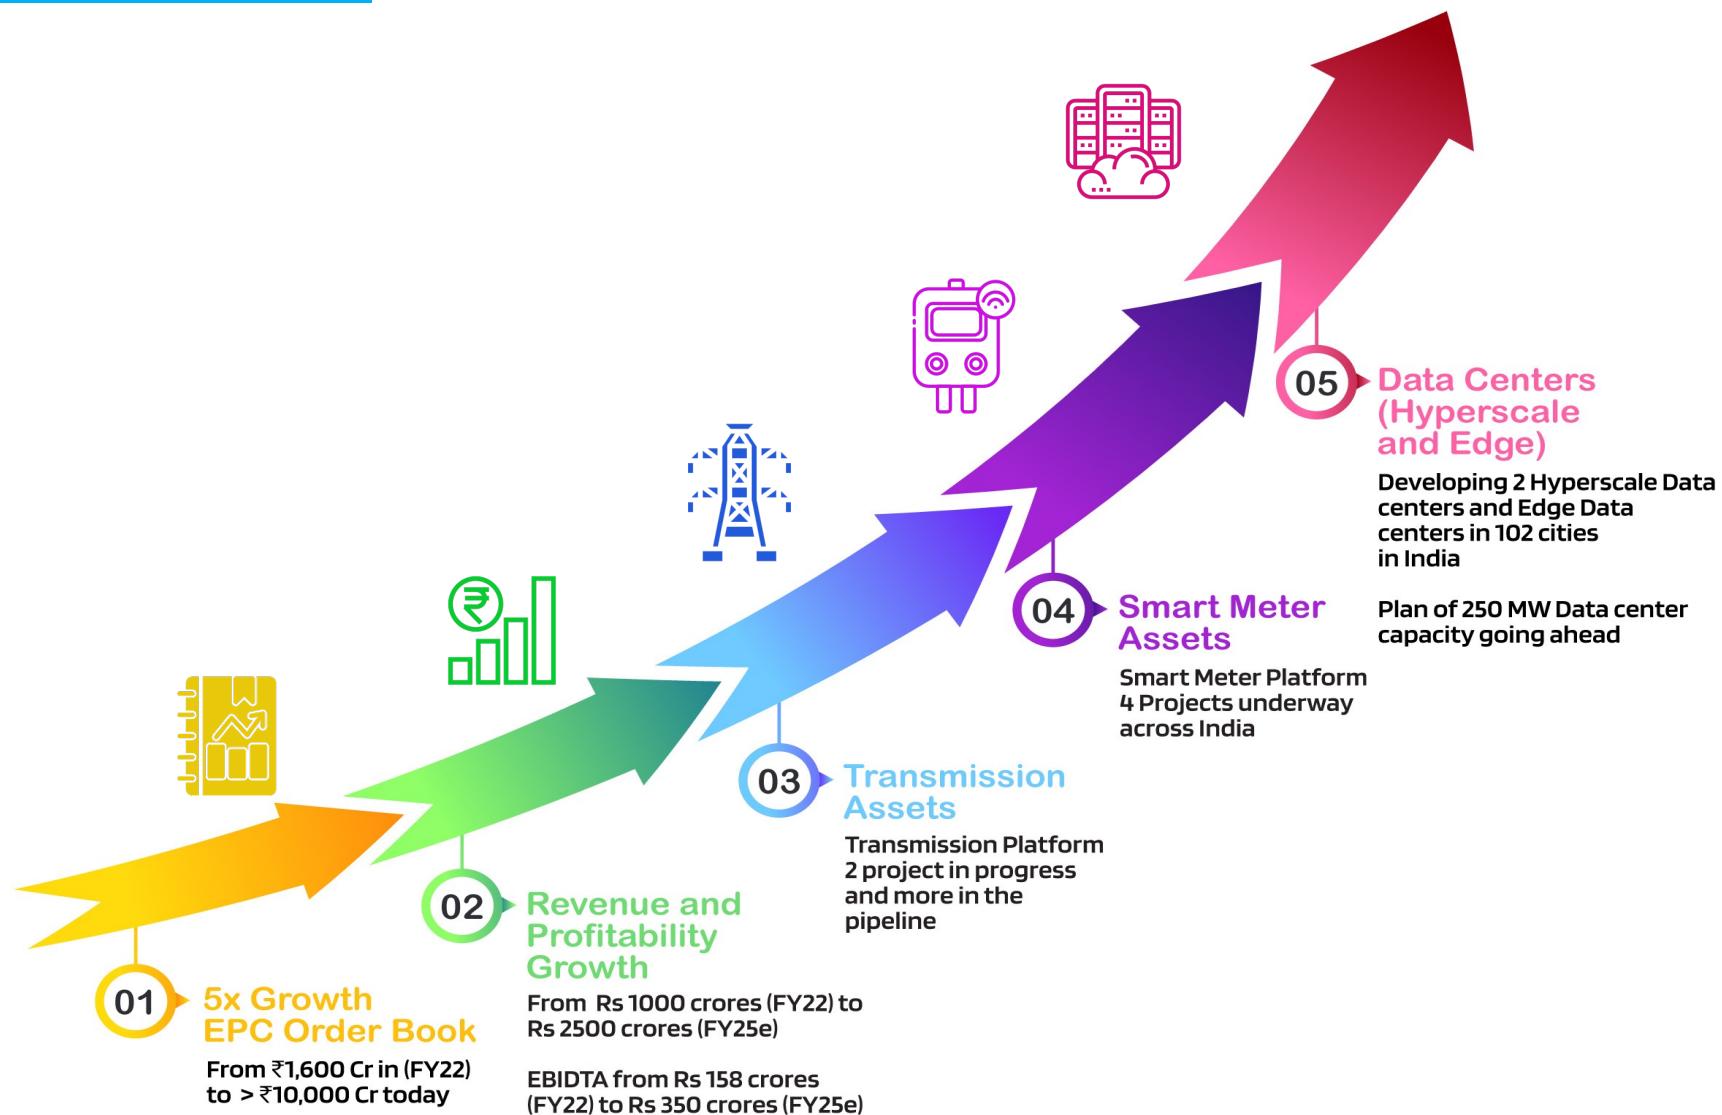 01
5x Growth
EPC Order Book
From ₹1,600 Cr in (FY22)
to > ₹10,000 Cr today
02
Revenue and
Profitability
Growth
From Rs 1000 crores (FY22) to
Rs 2500 crores (FY25e)
EBIDTA from Rs 158 crores
(FY22) to Rs 350 crores (FY25e)
03
Transmission
Assets
Transmission Platform
2 project in progress
and more in the
pipeline
04
Smart Meter
Assets
Smart Meter Platform
4 Projects underway
across India
05
Data Centers
(Hyperscale
and Edge)
Developing 2 Hyperscale Data
centers and Edge Data
centers in 102 cities
in India
Plan of 250 MW Data center
capacity going ahead
₹